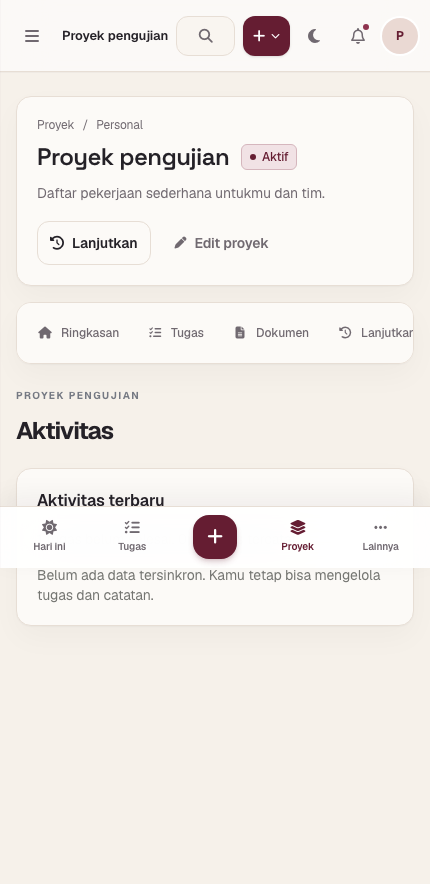 Proyek pengujian
P
Proyek / Personal
Proyek pengujian
Aktif
Daftar pekerjaan sederhana untukmu dan tim.
Lanjutkan
Edit proyek
Ringkasan
Tugas
Dokumen
Lanjutkan
PROYEK PENGUJIAN
Aktivitas
Aktivitas terbaru
Hari ini
Tugas
Proyek
Lainnya
Belum ada data tersinkron. Kamu tetap bisa mengelola
tugas dan catatan.